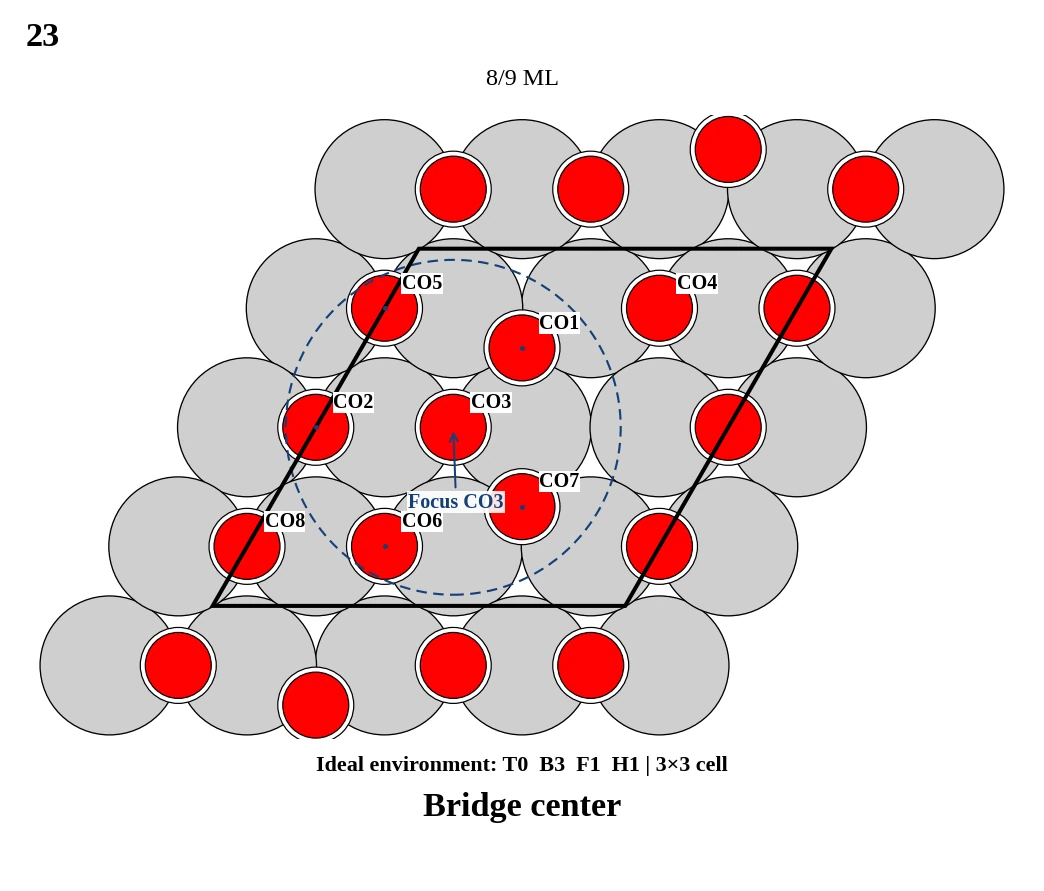 23
8/9 ML
CO5
CO4
CO1
CO2
CO3
CO7
Focus CO3
CO8
CO6
Ideal environment: T0 B3 F1 H1 | 3×3 cell
Bridge center